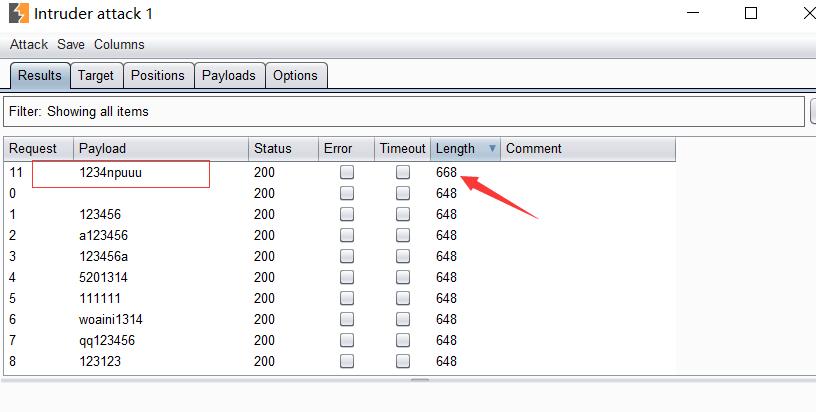 Intruder attack 1
Attack Save Columns
Results Target Positions Payloads Options
Filter: Showing all items
Request Payload Status Error Timeout Length Comment
11 1234npuuu 200 668
0 200 648
1 123456 200 648
2 a123456 200 648
3 123456a 200 648
4 5201314 200 648
5 111111 200 648
6 woaini1314 200 648
7 qq123456 200 648
8 123123 200 648